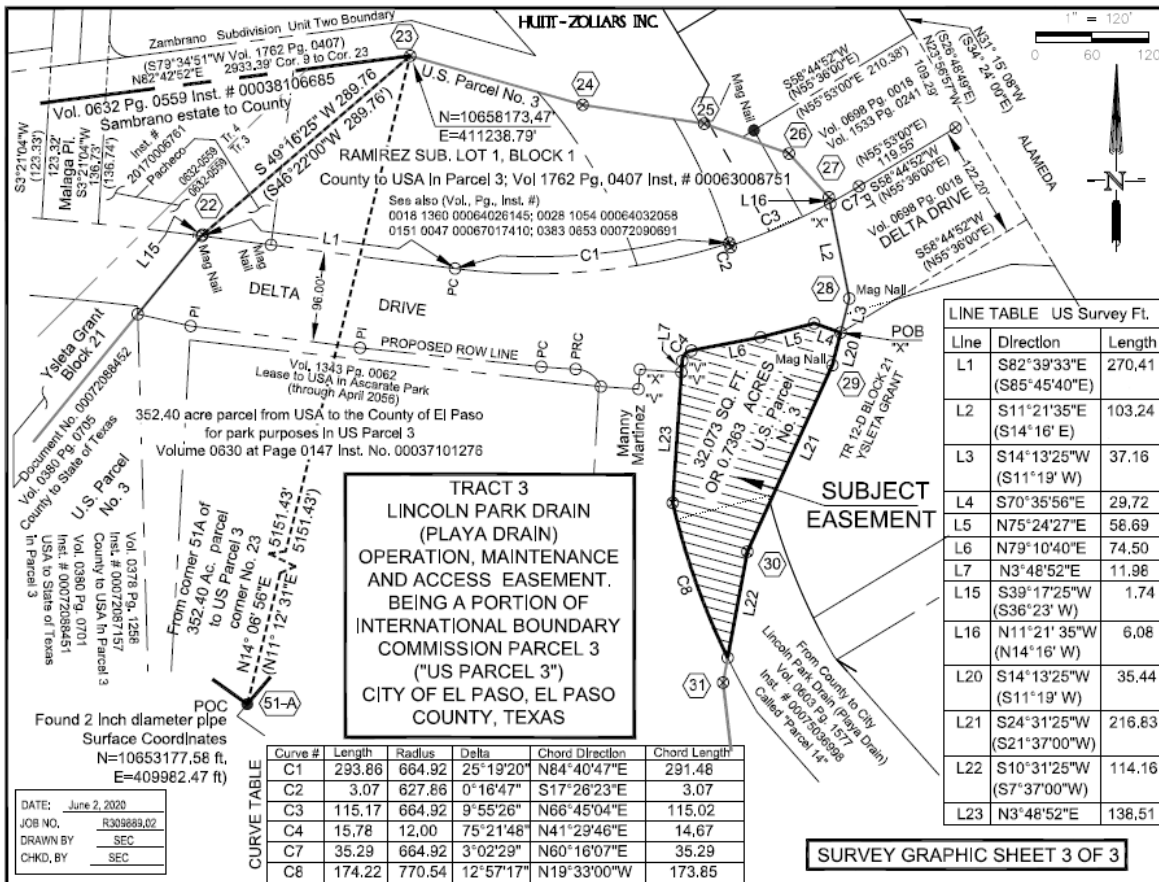 HUITT-ZOLLARS INC
1" = 120'
0 60 120
Zambrano Subdivision Unit Two Boundary
(S79°34'51"W Vol. 1762 Pg. 0407)
N82°42'52"E 2933.39' Cor. 9 to Cor. 23
Vol. 0632 Pg. 0559 Inst. # 00038106685
Sambrano estate to County
23
U.S. Parcel No. 3
24
25
26
27
Mag Nail
N=10658173.47'
E=411238.79'
S 49°16'25" W 289.76
(S46°22'00"W 289.76')
RAMIREZ SUB. LOT 1, BLOCK 1
County to USA In Parcel 3; Vol 1762 Pg. 0407 Inst. # 00063008751
See also (Vol., Pg., Inst. #)
0018 1360 00064026145; 0028 1054 00064032058
0151 0047 00067017410; 0383 0653 00072090691
S58°44'52"W
(N55°36'00"E)
(N55°53'00"E 210.38')
Vol. 0698 Pg. 0018
Vol. 1533 Pg. 0241
(N55°53'00"E)
119.55'
S58°44'52"W
(N55°36'00"E)
Vol. 0698 Pg. 0018
DELTA DRIVE
S58°44'52"W
(N55°36'00"E)
N31° 15' 08"W
(S34° 24' 00"E)
(S26°48'49"E)
N23°56'57"W
109.29'
122.20'
ALAMEDA
N
S3°21'04"W
(123.33')
123.32'
Malaga Pl.
S3°21'04"W
136.73'
(136.74')
Inst. #
20170006761
Pacheco
Tr. 4
0632-0559
0632-0559
Tr. 3
22
L15
Mag Nail
Mag Nail
L1
PC
C1
C2
C3
L16
"X"
C7
L2
28
Mag Nail
L3
DELTA DRIVE
96.00'
PI
PI
PROPOSED ROW LINE
PC
PRC
"X"
"V"
"V"
L7
C4
L6
L5
L4
POB
"X"
L20
Mag Nail
29
Ysleta Grant
Block 21
Document No. 00072088452
Vol. 0380 Pg. 0705
County to State of Texas
U.S. Parcel
No. 3
Vol. 1343 Pg. 0062
Lease to USA in Ascarate Park
(through April 2056)
352.40 acre parcel from USA to the County of El Paso
for park purposes in US Parcel 3
Volume 0630 at Page 0147 Inst. No. 00037101276
Manny
Martinez
L23
32,073 SQ. FT.
OR 0.7363 ACRES
U.S. Parcel
No. 3
L21
TR 12-D BLOCK 21
YSLETA GRANT
SUBJECT
EASEMENT
30
L22
C8
31
Vol. 0378 Pg. 1258
Inst. # 00072087157
County to USA In Parcel 3
Vol. 0380 Pg. 0701
Inst. # 00072088451
USA to State of Texas
in Parcel 3
From corner 51A of
352.40 Ac. parcel
to US Parcel 3
corner No. 23
N14° 06' 56"E 5151.43'
(N11° 12' 31"E 5151.43')
51-A
POC
Found 2 Inch diameter pipe
Surface Coordinates
N=10653177.58 ft,
E=409982.47 ft)
TRACT 3
LINCOLN PARK DRAIN
(PLAYA DRAIN)
OPERATION, MAINTENANCE
AND ACCESS EASEMENT.
BEING A PORTION OF
INTERNATIONAL BOUNDARY
COMMISSION PARCEL 3
("US PARCEL 3")
CITY OF EL PASO, EL PASO
COUNTY, TEXAS
From County to City
Lincoln Park Drain (Playa Drain)
Vol. 0603 Pg. 1577
Inst. # 00075036998
Called "Parcel 14"
LINE TABLE US Survey Ft.
Line Direction Length
L1 S82°39'33"E 270.41
(S85°45'40"E)
L2 S11°21'35"E 103.24
(S14°16' E)
L3 S14°13'25"W 37.16
(S11°19' W)
L4 S70°35'56"E 29.72
L5 N75°24'27"E 58.69
L6 N79°10'40"E 74.50
L7 N3°48'52"E 11.98
L15 S39°17'25"W 1.74
(S36°23' W)
L16 N11°21' 35"W 6.08
(N14°16' W)
L20 S14°13'25"W 35.44
(S11°19' W)
L21 S24°31'25"W 216.83
(S21°37'00"W)
L22 S10°31'25"W 114.16
(S7°37'00"W)
L23 N3°48'52"E 138.51
CURVE TABLE
Curve # Length Radius Delta Chord Direction Chord Length
C1 293.86 664.92 25°19'20" N84°40'47"E 291.48
C2 3.07 627.86 0°16'47" S17°26'23"E 3.07
C3 115.17 664.92 9°55'26" N66°45'04"E 115.02
C4 15.78 12.00 75°21'48" N41°29'46"E 14.67
C7 35.29 664.92 3°02'29" N60°16'07"E 35.29
C8 174.22 770.54 12°57'17" N19°33'00"W 173.85
DATE: June 2, 2020
JOB NO. R309889.02
DRAWN BY SEC
CHKD. BY SEC
SURVEY GRAPHIC SHEET 3 OF 3